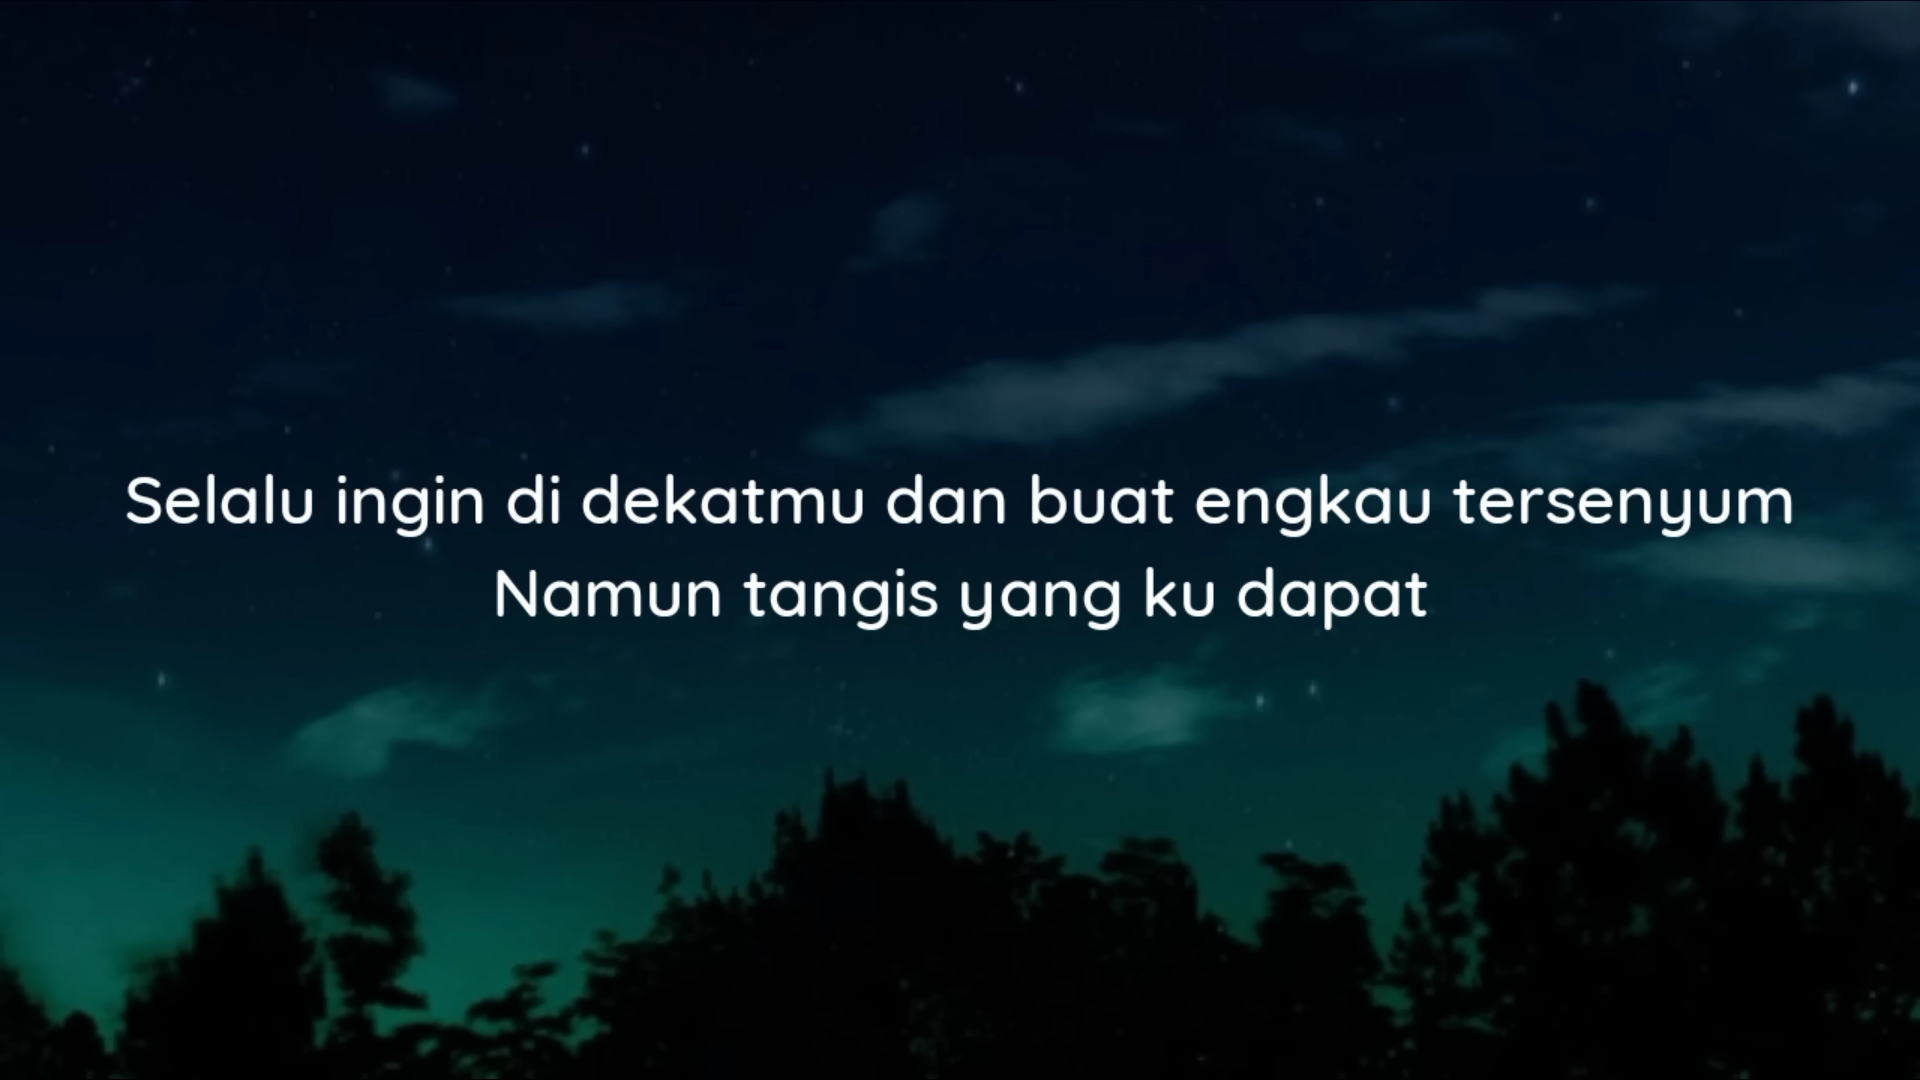 Selalu ingin di dekatmu dan buat engkau tersenyum
Namun tangis yang ku dapat